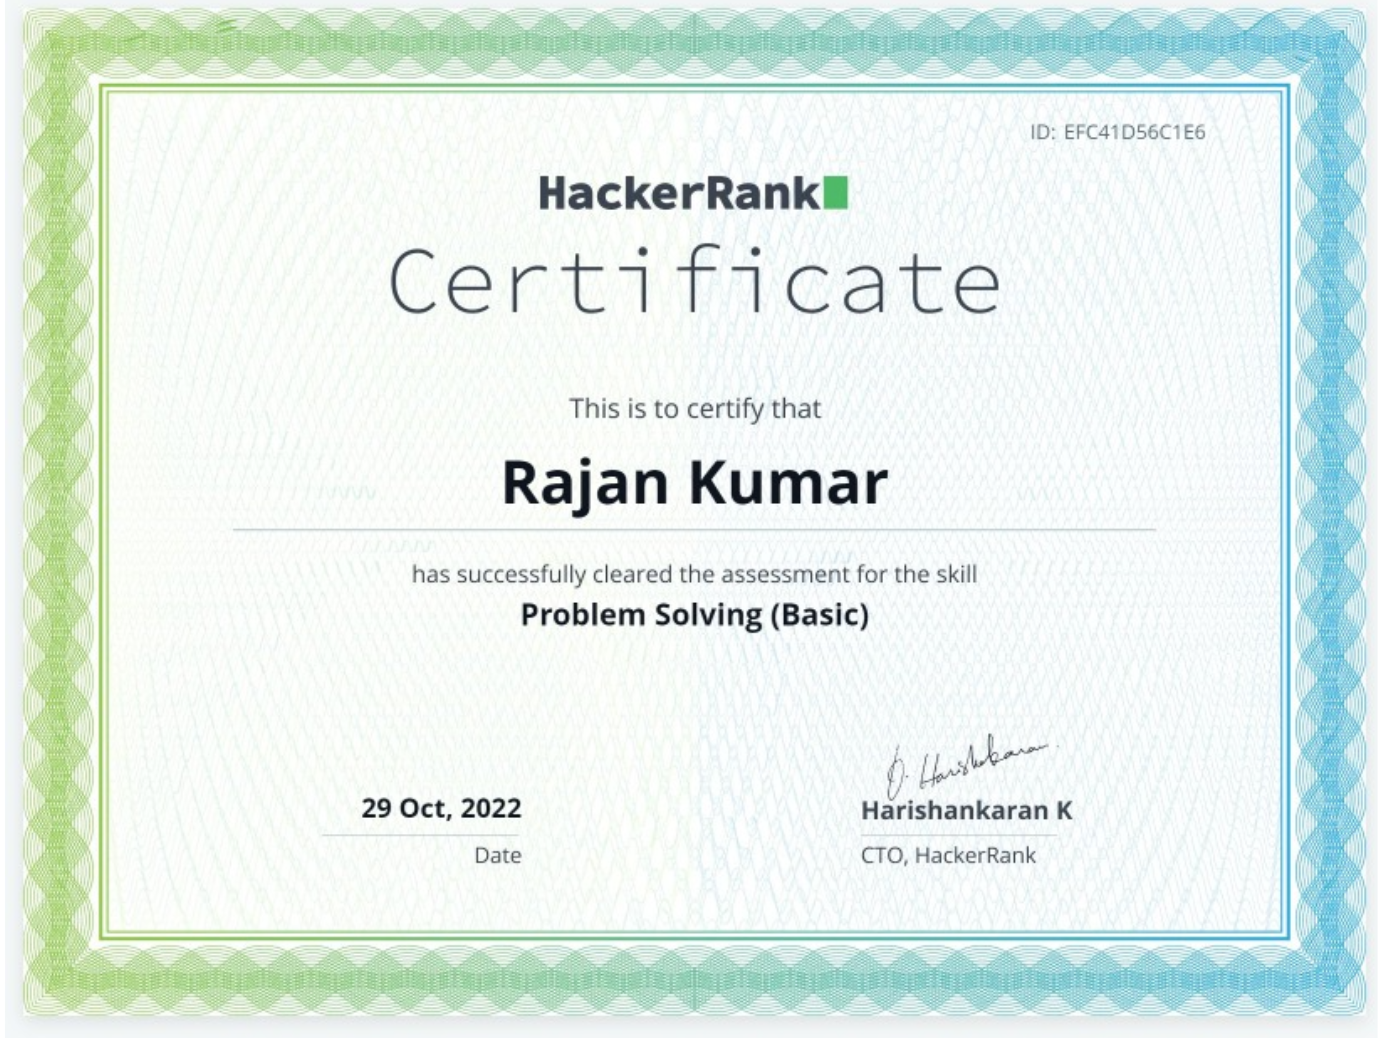 ID: EFC41D56C1E6
HackerRank
Certificate
This is to certify that
Rajan Kumar
has successfully cleared the assessment for the skill
Problem Solving (Basic)
29 Oct, 2022
Date
Harishankaran K
CTO, HackerRank